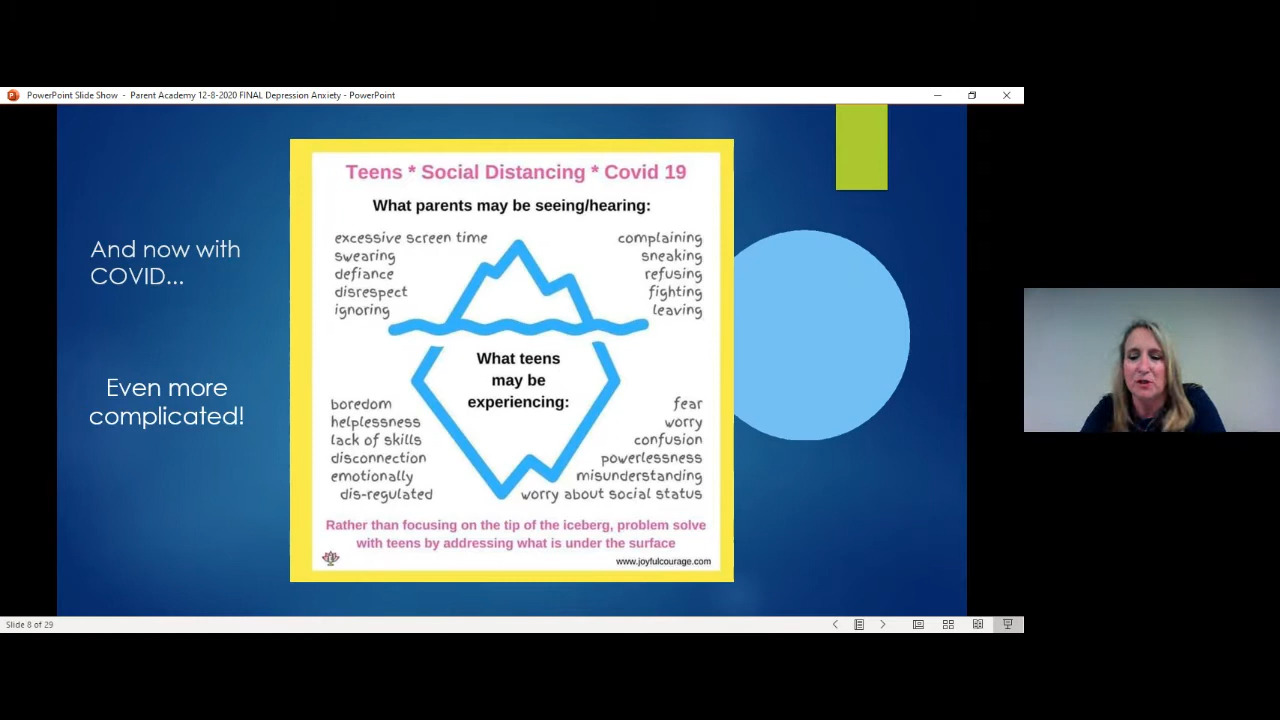 PowerPoint Slide Show - Parent Academy 12-8-2020 FINAL Depression Anxiety - PowerPoint
And now with
COVID...
Even more
complicated!
Teens * Social Distancing * Covid 19
What parents may be seeing/hearing:
excessive screen time
swearing
defiance
disrespect
ignoring
complaining
sneaking
refusing
fighting
leaving
What teens
may be
experiencing:
boredom
helplessness
lack of skills
disconnection
emotionally
dis-regulated
fear
worry
confusion
powerlessness
misunderstanding
worry about social status
Rather than focusing on the tip of the iceberg, problem solve
with teens by addressing what is under the surface
www.joyfulcourage.com
Slide 8 of 29